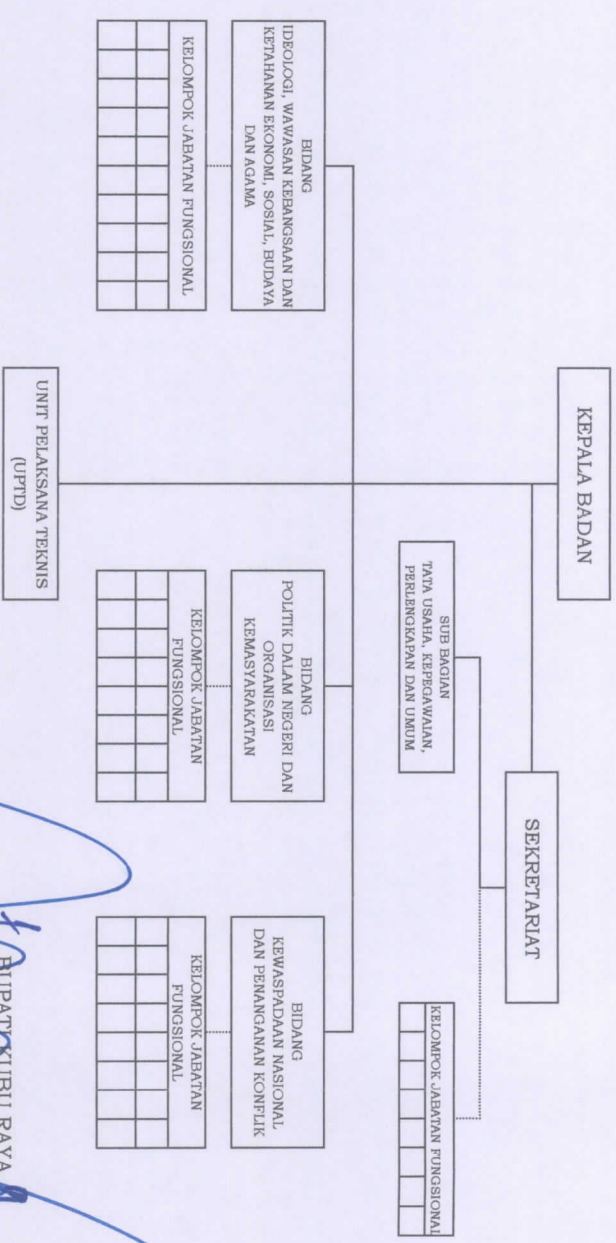 KEPALA BADAN
SEKRETARIAT
SUB BAGIAN
TATA USAHA, KEPEGAWAIAN,
PERLENGKAPAN DAN UMUM
KELOMPOK JABATAN FUNGSIONAL
BIDANG
IDEOLOGI, WAWASAN KEBANGSAAN DAN
KETAHANAN EKONOMI, SOSIAL, BUDAYA
DAN AGAMA
KELOMPOK JABATAN FUNGSIONAL
BIDANG
POLITIK DALAM NEGERI DAN
ORGANISASI
KEMASYARAKATAN
KELOMPOK JABATAN
FUNGSIONAL
BIDANG
KEWASPADAAN NASIONAL
DAN PENANGANAN KONFLIK
KELOMPOK JABATAN
FUNGSIONAL
UNIT PELAKSANA TEKNIS
(UPTD)
BUPATI KUBU RAYA